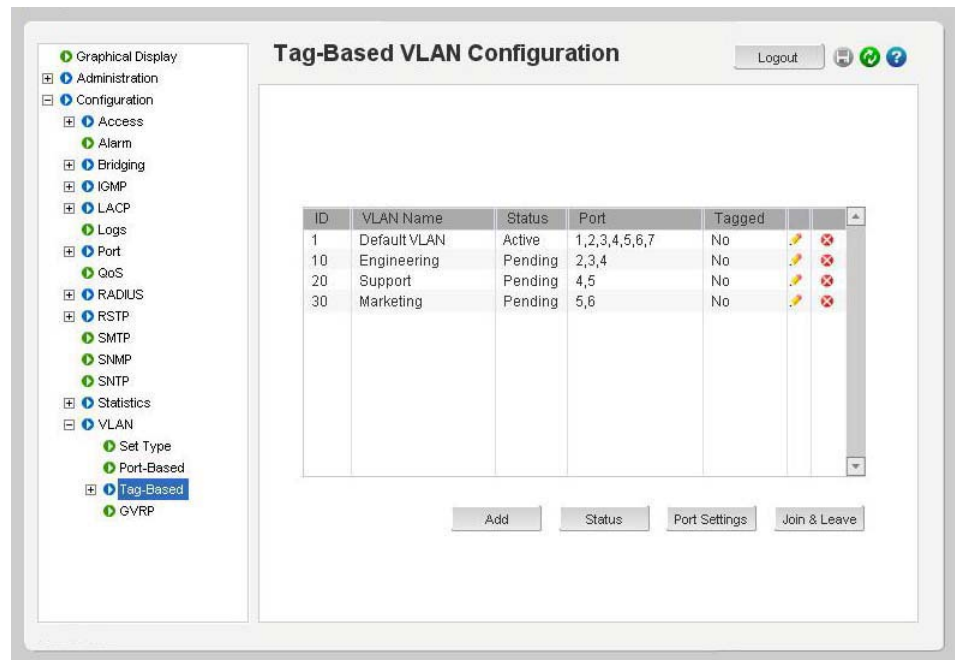 Tag-Based VLAN Configuration
Logout
Graphical Display
Administration
Configuration
Access
Alarm
Bridging
IGMP
LACP
Logs
Port
QoS
RADIUS
RSTP
SMTP
SNMP
SNTP
Statistics
VLAN
Set Type
Port-Based
Tag-Based
GVRP
ID VLAN Name Status Port Tagged
1 Default VLAN Active 1,2,3,4,5,6,7 No
10 Engineering Pending 2,3,4 No
20 Support Pending 4,5 No
30 Marketing Pending 5,6 No
Add Status Port Settings Join & Leave